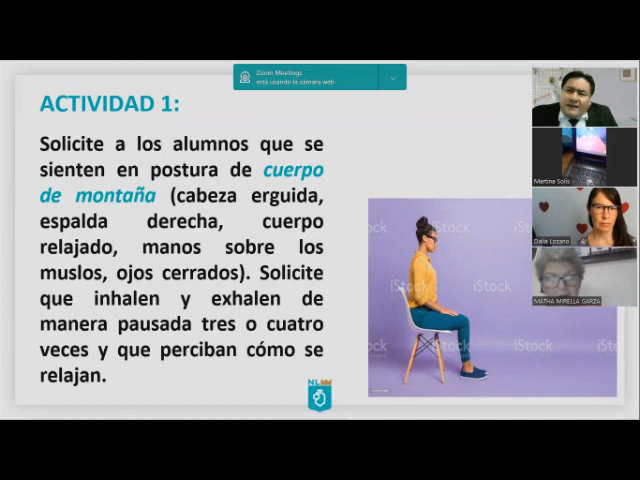 Zoom Meetings
está usando la cámara web
ACTIVIDAD 1:
Solicite a los alumnos que se
sienten en postura de cuerpo
de montaña (cabeza erguida,
espalda derecha, cuerpo
relajado, manos sobre los
muslos, ojos cerrados). Solicite
que inhalen y exhalen de
manera pausada tres o cuatro
veces y que perciban cómo se
relajan.
NL
iStock
iStock
iStock
iStock
Martina Solis
Dalia Lozano
MATHA MIRELLA GARZA